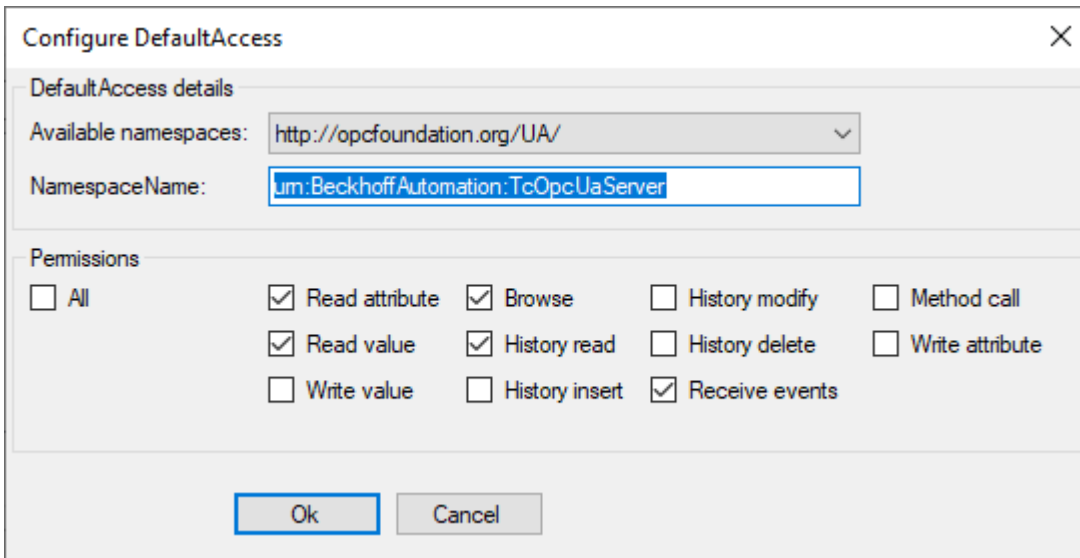 Configure DefaultAccess
DefaultAccess details
Available namespaces: http://opcfoundation.org/UA/
NamespaceName: urn:BeckhoffAutomation:TcOpcUaServer
Permissions
All Read attribute Browse History modify Method call
Read value History read History delete Write attribute
Write value History insert Receive events
Ok Cancel